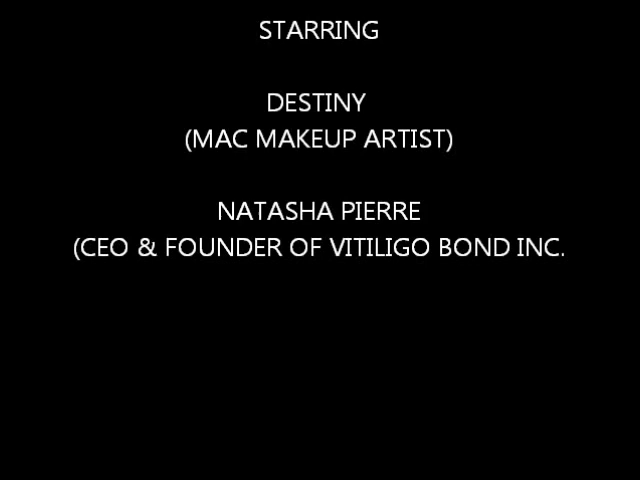 STARRING
DESTINY
(MAC MAKEUP ARTIST)
NATASHA PIERRE
(CEO & FOUNDER OF VITILIGO BOND INC.